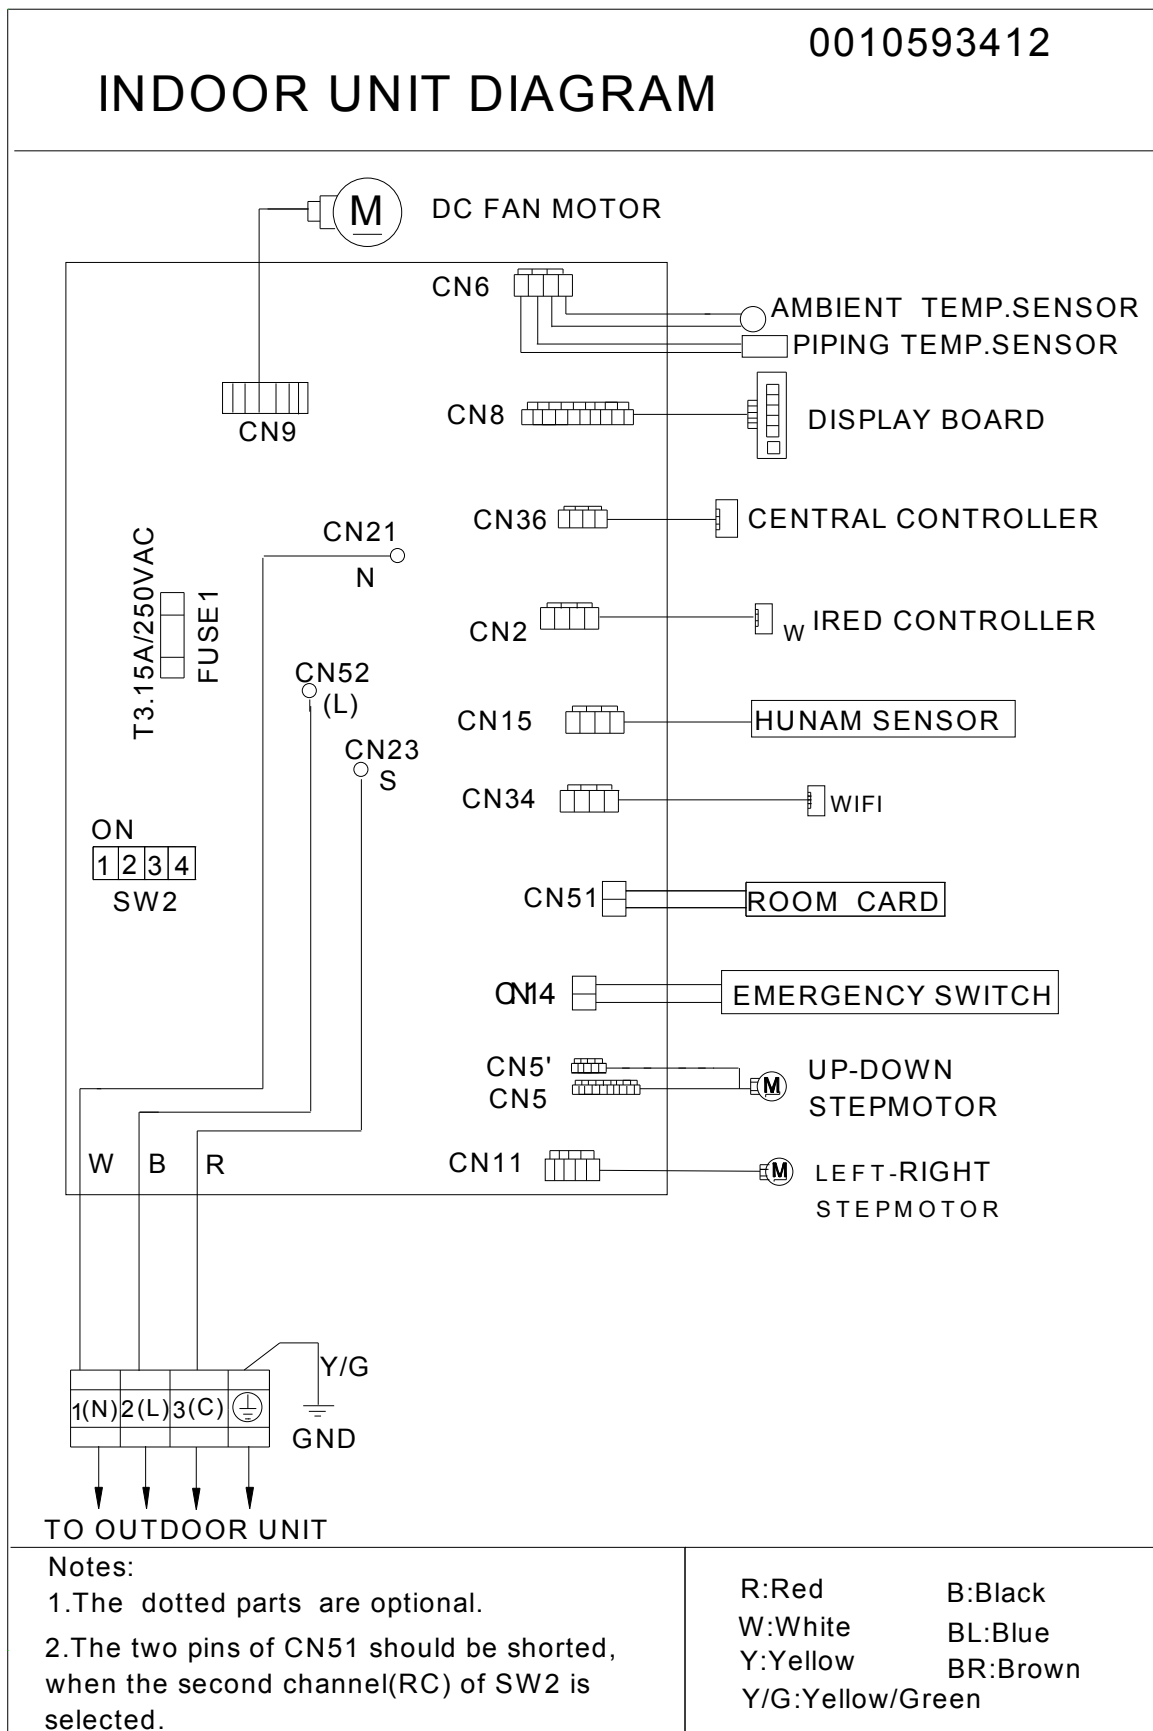 0010593412
INDOOR UNIT DIAGRAM
M
DC FAN MOTOR
CN6
AMBIENT TEMP.SENSOR
PIPING TEMP.SENSOR
CN9
CN8
DISPLAY BOARD
CN36
CENTRAL CONTROLLER
CN21
N
T3.15A/250VAC
FUSE1
CN2
W IRED CONTROLLER
CN52
(L)
CN15
HUNAM SENSOR
CN23
S
CN34
WIFI
ON
1 2 3 4
SW2
CN51
ROOM CARD
CN14
EMERGENCY SWITCH
CN5'
CN5
M
UP-DOWN
STEPMOTOR
CN11
M
LEFT-RIGHT
STEPMOTOR
W B R
Y/G
1(N) 2(L) 3(C)
GND
TO OUTDOOR UNIT
Notes:
1.The dotted parts are optional.
2.The two pins of CN51 should be shorted,
when the second channel(RC) of SW2 is
selected.
R:Red B:Black
W:White BL:Blue
Y:Yellow BR:Brown
Y/G:Yellow/Green